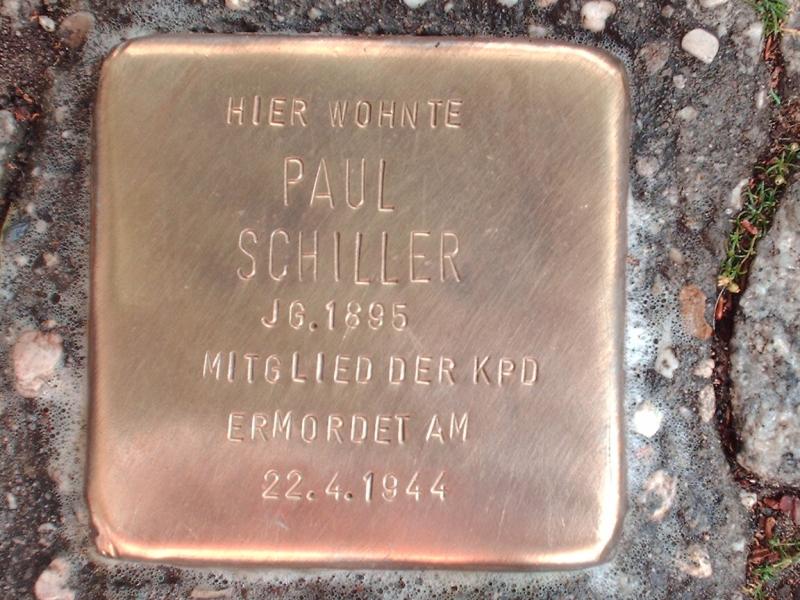 HIER WOHNTE
PAUL
SCHILLER
JG.1895
MITGLIED DER KPD
ERMORDET AM
22.4.1944